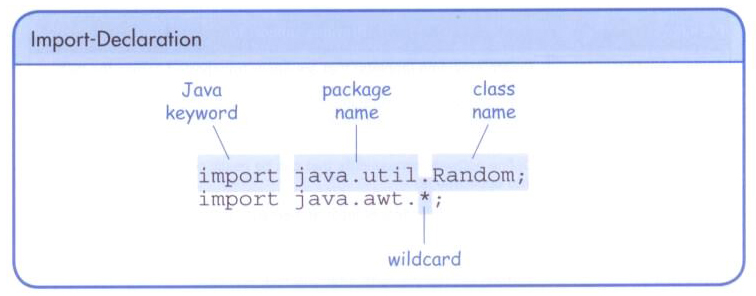 Import-Declaration
Java package class
keyword name name
import java.util.Random;
import java.awt.*;
wildcard